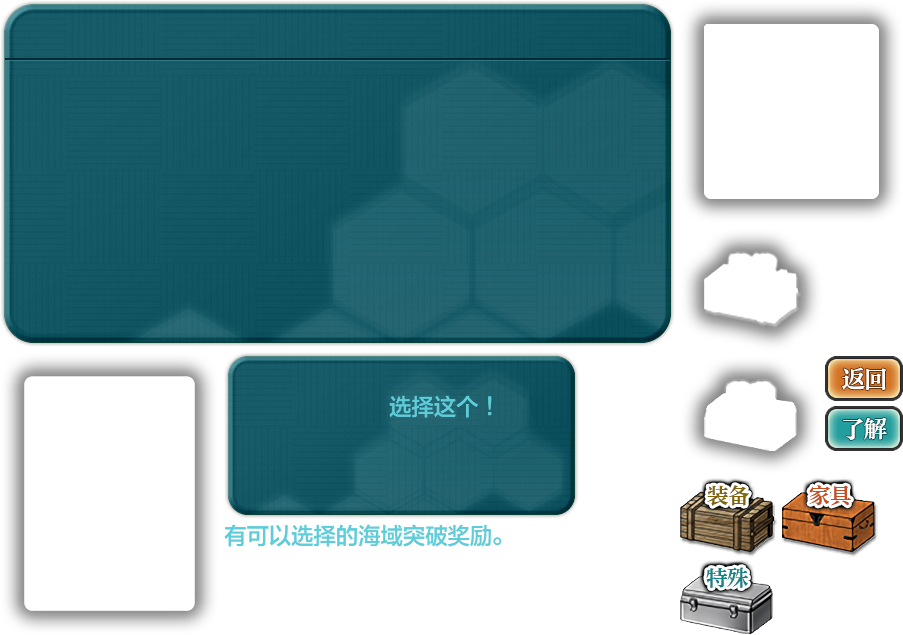 选择这个！
返回
了解
装备
家具
有可以选择的海域突破奖励。
特殊